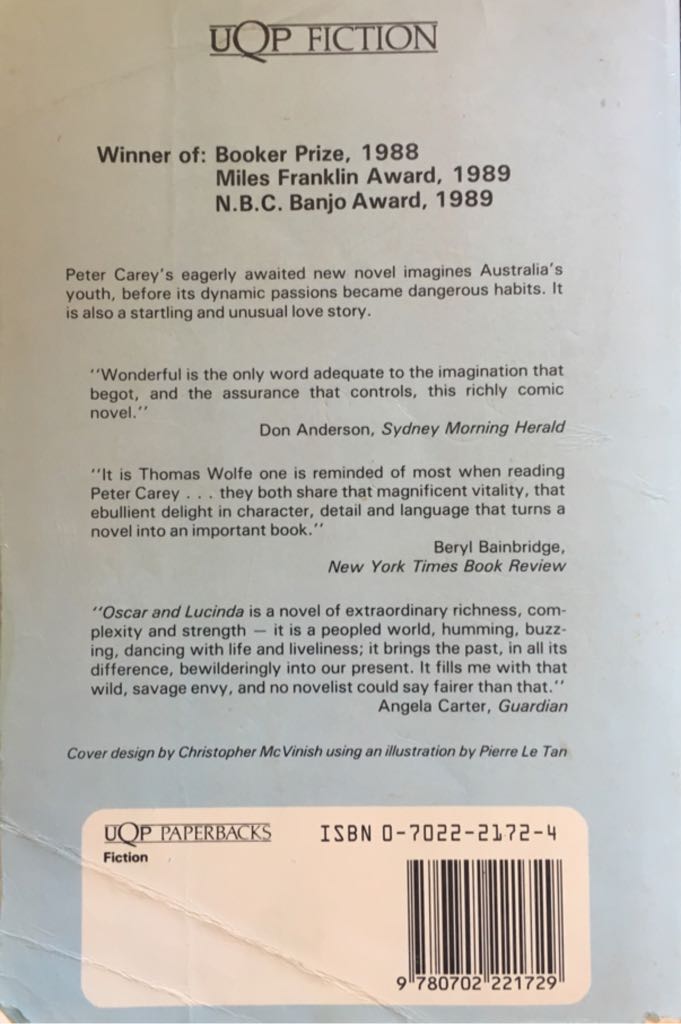 UQP FICTION
Winner of: Booker Prize, 1988
Miles Franklin Award, 1989
N.B.C. Banjo Award, 1989
Peter Carey's eagerly awaited new novel imagines Australia's
youth, before its dynamic passions became dangerous habits. It
is also a startling and unusual love story.
''Wonderful is the only word adequate to the imagination that
begot, and the assurance that controls, this richly comic
novel.''
Don Anderson, Sydney Morning Herald
''It is Thomas Wolfe one is reminded of most when reading
Peter Carey . . . they both share that magnificent vitality, that
ebullient delight in character, detail and language that turns a
novel into an important book.''
Beryl Bainbridge,
New York Times Book Review
''Oscar and Lucinda is a novel of extraordinary richness, com-
plexity and strength — it is a peopled world, humming, buzz-
ing, dancing with life and liveliness; it brings the past, in all its
difference, bewilderingly into our present. It fills me with that
wild, savage envy, and no novelist could say fairer than that.''
Angela Carter, Guardian
Cover design by Christopher McVinish using an illustration by Pierre Le Tan
UQP PAPERBACKS
Fiction
ISBN 0-7022-2172-4
9 780702 221729